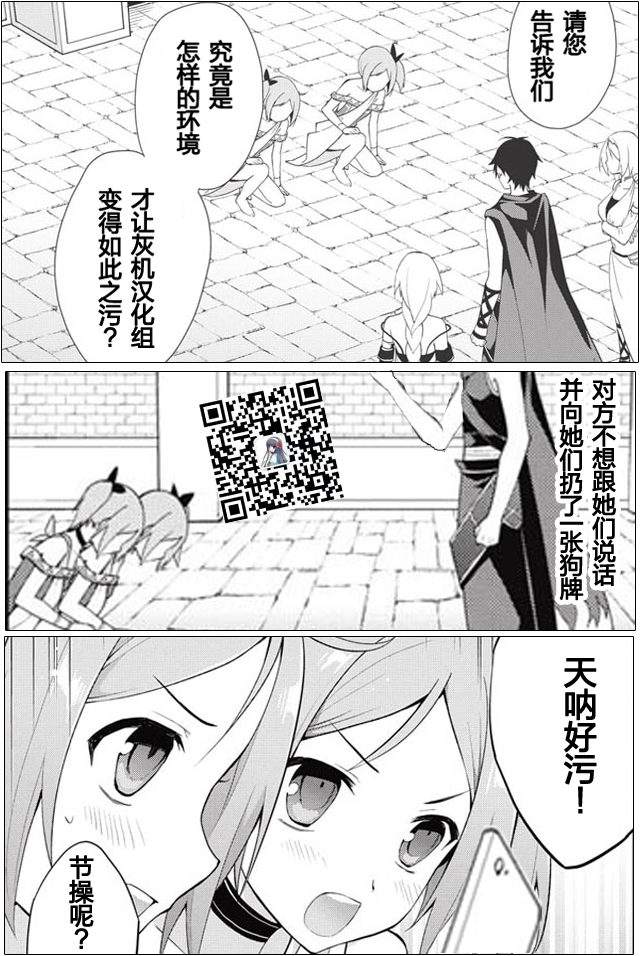 请您
告诉我们
究竟是
怎样的环境
才让灰机汉化组
变得如此之污？
对方不想跟她们说话
并向她们扔了一张狗牌
天呐好污！
节操呢？